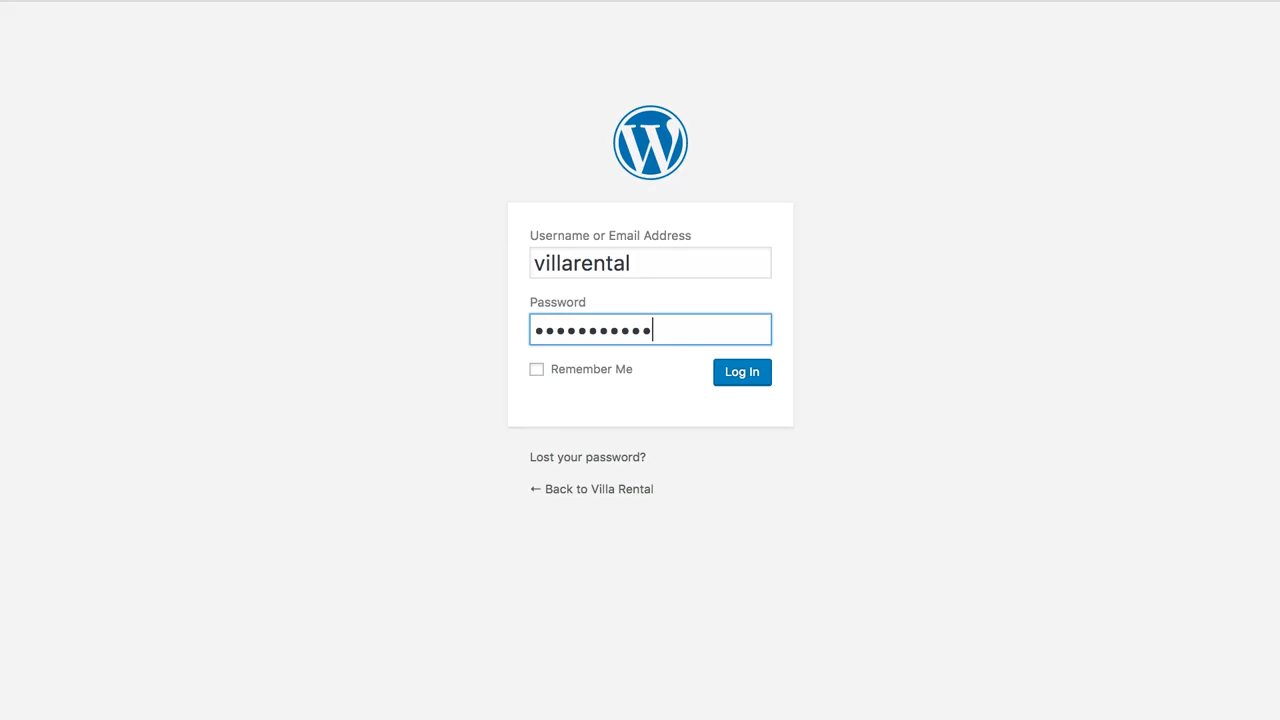 Username or Email Address
villarental
Password
•••••••••••
Remember Me
Log In
Lost your password?
← Back to Villa Rental